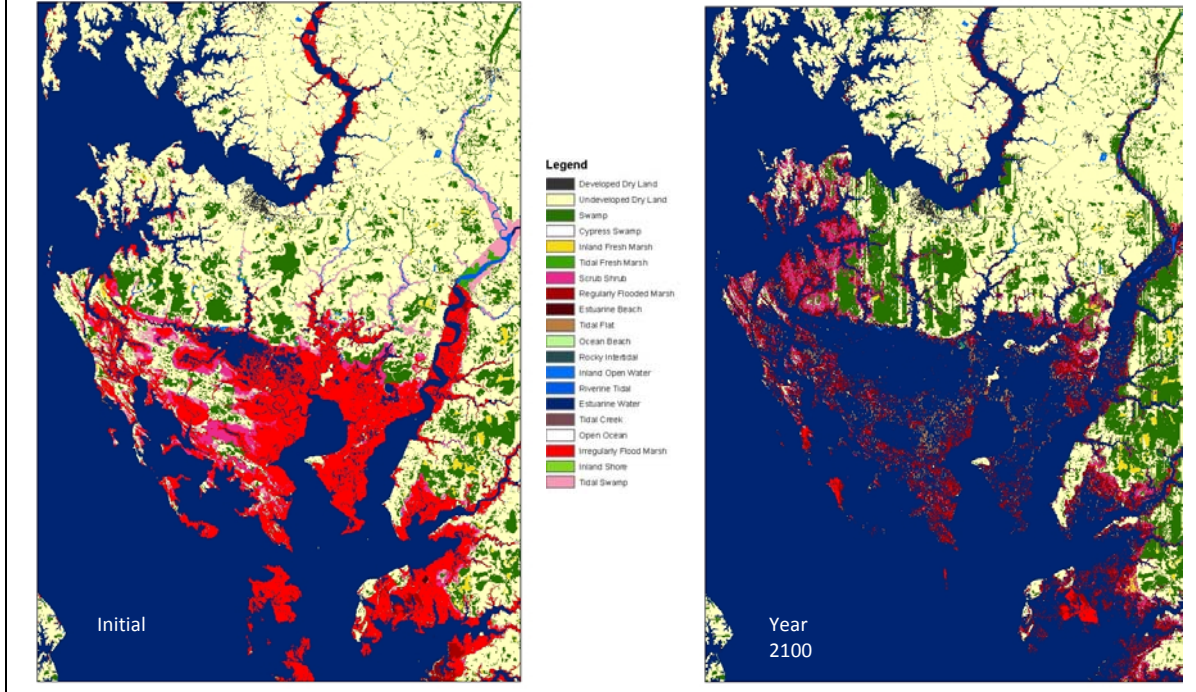 Legend
Developed Dry Land
Undeveloped Dry Land
Swamp
Cypress Swamp
Inland Fresh Marsh
Tidal Fresh Marsh
Scrub Shrub
Regularly Flooded Marsh
Estuarine Beach
Tidal Flat
Ocean Beach
Rocky Intertidal
Inland Open Water
Riverine Tidal
Estuarine Water
Tidal Creek
Open Ocean
Irregularly Flood Marsh
Inland Shore
Tidal Swamp
Initial
Year
2100